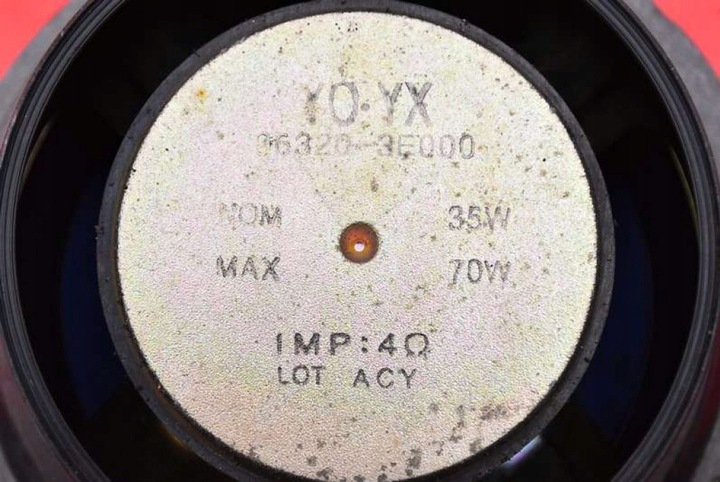 YO·YX
96320-3E000
NOM 35W
MAX 70W
IMP:4Ω
LOT ACY